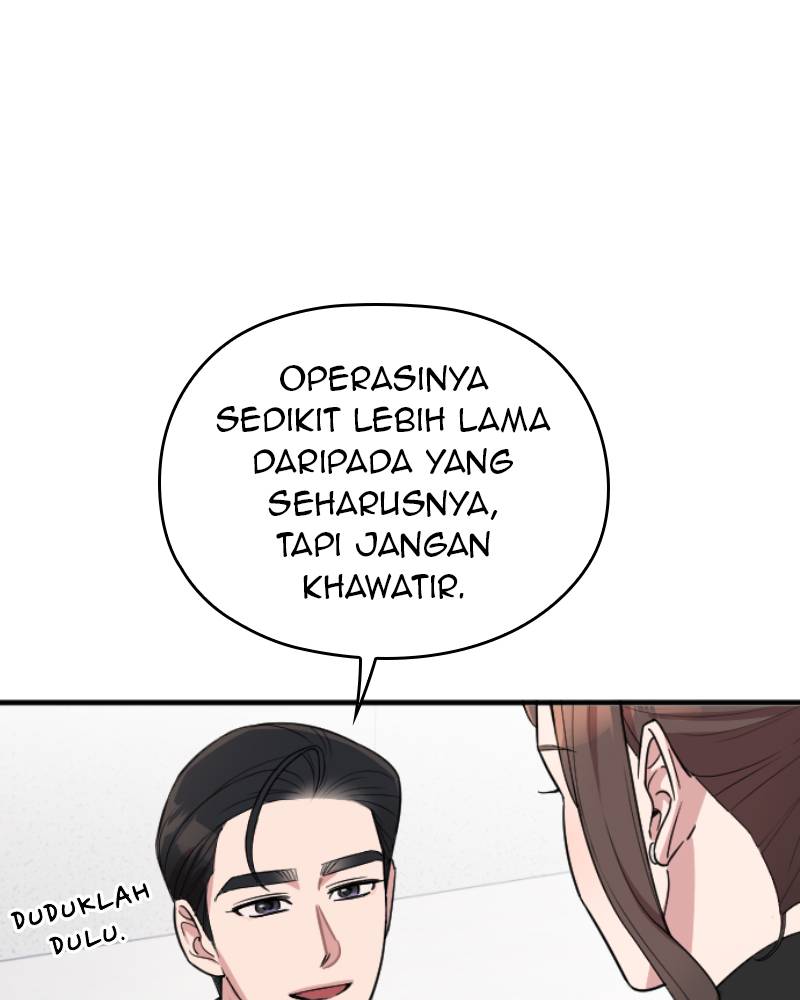 OPERASINYA
SEDIKIT LEBIH LAMA
DARIPADA YANG
SEHARUSNYA,
TAPI JANGAN
KHAWATIR.
DUDUKLAH
DULU.